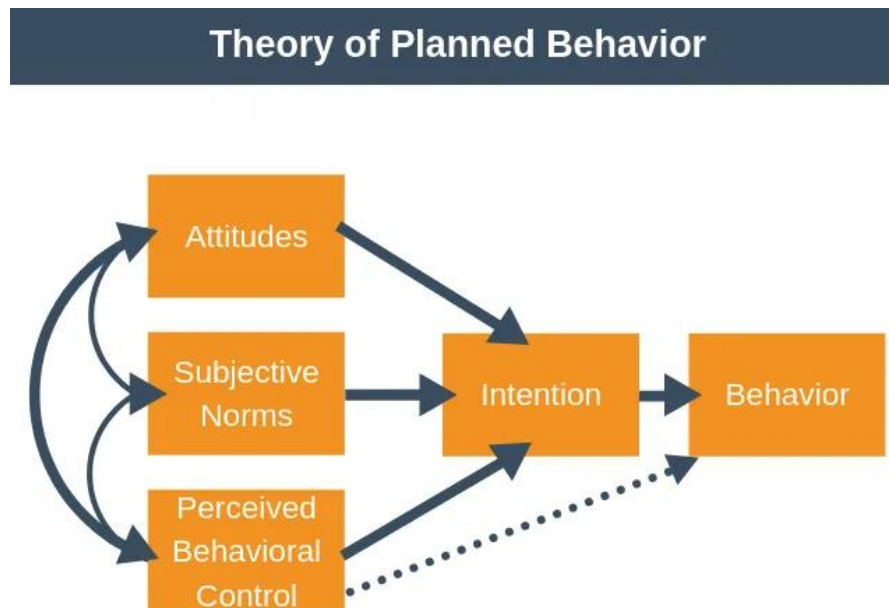 Theory of Planned Behavior
Attitudes
Subjective
Norms
Perceived
Behavioral
Control
Intention
Behavior